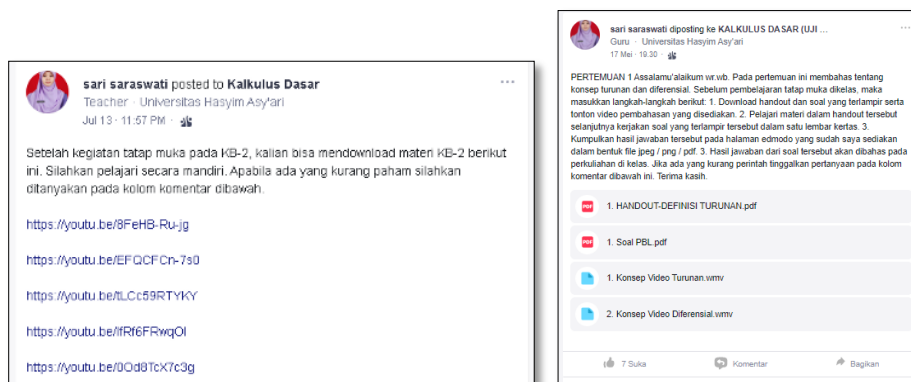 sari saraswati posted to Kalkulus Dasar
Teacher · Universitas Hasyim Asy'ari
Jul 13 · 11:57 PM ·
Setelah kegiatan tatap muka pada KB-2, kalian bisa mendownload materi KB-2 berikut
ini. Silahkan pelajari secara mandiri. Apabila ada yang kurang paham silahkan
ditanyakan pada kolom komentar dibawah.
https://youtu.be/8FeHB-Ru-jg
https://youtu.be/EFQCFCn-7s0
https://youtu.be/tLCc59RTYKY
https://youtu.be/lfRf6FRwqOI
https://youtu.be/0Od8TcX7c3g
sari saraswati diposting ke KALKULUS DASAR (UJI ...
Guru · Universitas Hasyim Asy'ari
17 Mei · 19.30 ·
PERTEMUAN 1 Assalamu'alaikum wr.wb. Pada pertemuan ini membahas tentang
konsep turunan dan diferensial. Sebelum pembelajaran tatap muka dikelas, maka
masukkan langkah-langkah berikut: 1. Download handout dan soal yang terlampir serta
tonton video pembahasan yang disediakan. 2. Pelajari materi dalam handout tersebut
selanjutnya kerjakan soal yang terlampir tersebut dalam satu lembar kertas. 3.
Kumpulkan hasil jawaban tersebut pada halaman edmodo yang sudah saya sediakan
dalam bentuk file jpeg / png / pdf. 3. Hasil jawaban dari soal tersebut akan dibahas pada
perkuliahan di kelas. Jika ada yang kurang perintah tinggalkan pertanyaan pada kolom
komentar dibawah ini. Terima kasih.
PDF 1. HANDOUT-DEFINISI TURUNAN.pdf
PDF 1. Soal PBL.pdf
1. Konsep Video Turunan.wmv
2. Konsep Video Diferensial.wmv
7 Suka Komentar Bagikan